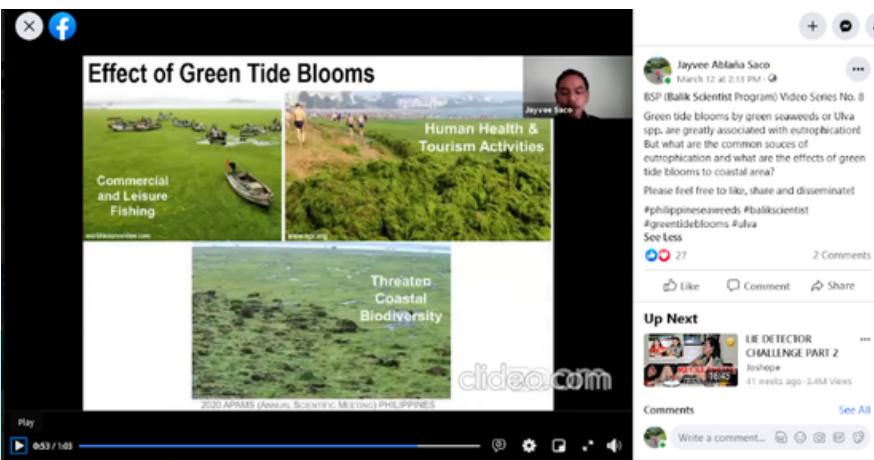 Effect of Green Tide Blooms
Jayvee Saco
Commercial
and Leisure
Fishing
Human Health &
Tourism Activities
www.npr.org
Threaten
Coastal
Biodiversity
clideo.com
2020 APAMS (ANNUAL SCIENTIFIC MEETING) PHILIPPINES
Play
0:53 / 1:03
Jayvee Ablaña Saco
March 12 at 2:13 PM
BSP (Balik Scientist Program) Video Series No. 8
Green tide blooms by green seaweeds or Ulva
spp. are greatly associated with eutrophication!
But what are the common souces of
eutrophication and what are the effects of green
tide blooms to coastal area?
Please feel free to like, share and disseminate!
#philippineseaweeds #balikscientist
#greentideblooms #ulva
See Less
27
2 Comments
Like
Comment
Share
Up Next
LIE DETECTOR
CHALLENGE PART 2
Joshope
41 weeks ago · 3.4M Views
16:45
Comments
See All
Write a comment...
GIF